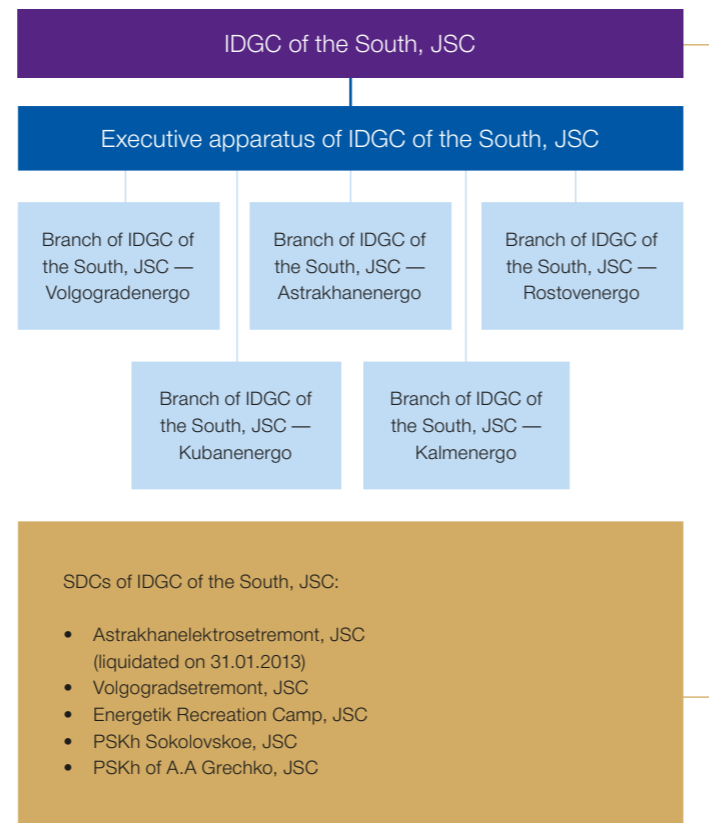 IDGC of the South, JSC
Executive apparatus of IDGC of the South, JSC
Branch of IDGC of
the South, JSC —
Volgogradenergo
Branch of IDGC of
the South, JSC —
Astrakhanenergo
Branch of IDGC of
the South, JSC —
Rostovenergo
Branch of IDGC of
the South, JSC —
Kubanenergo
Branch of IDGC of
the South, JSC —
Kalmenergo
SDCs of IDGC of the South, JSC:
• Astrakhanelektrosetremont, JSC
(liquidated on 31.01.2013)
• Volgogradsetremont, JSC
• Energetik Recreation Camp, JSC
• PSKh Sokolovskoe, JSC
• PSKh of A.A Grechko, JSC